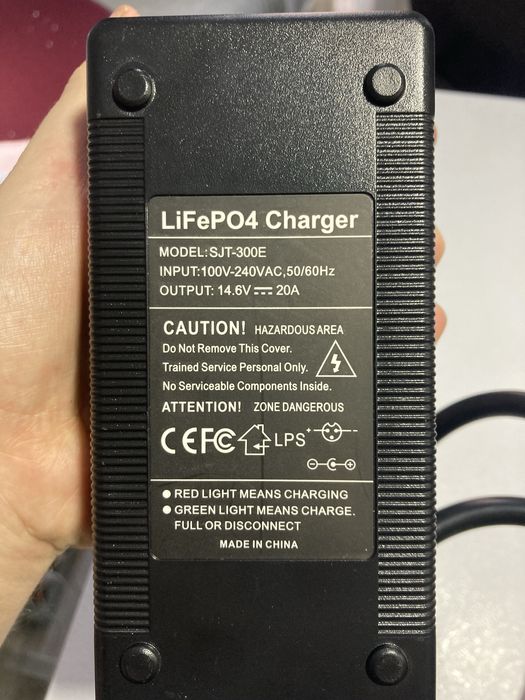 LiFePO4 Charger
MODEL:SJT-300E
INPUT:100V-240VAC,50/60Hz
OUTPUT: 14.6V⎓20A
CAUTION! HAZARDOUS AREA
Do Not Remove This Cover.
Trained Service Personal Only.
No Serviceable Components Inside.
ATTENTION! ZONE DANGEROUS
CE FC LPS
● RED LIGHT MEANS CHARGING
● GREEN LIGHT MEANS CHARGE.
FULL OR DISCONNECT
MADE IN CHINA